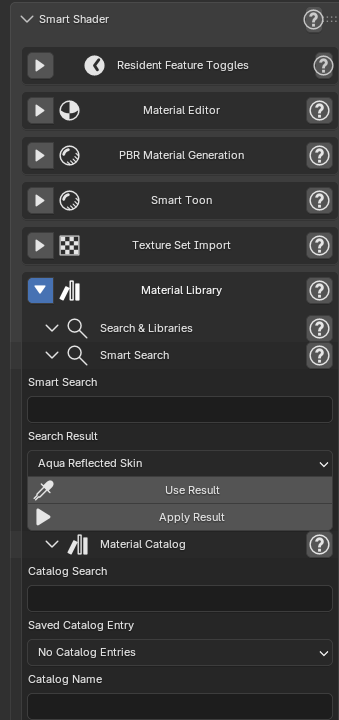 Smart Shader
Resident Feature Toggles
Material Editor
PBR Material Generation
Smart Toon
Texture Set Import
Material Library
Search & Libraries
Smart Search
Smart Search
Search Result
Aqua Reflected Skin
Use Result
Apply Result
Material Catalog
Catalog Search
Saved Catalog Entry
No Catalog Entries
Catalog Name